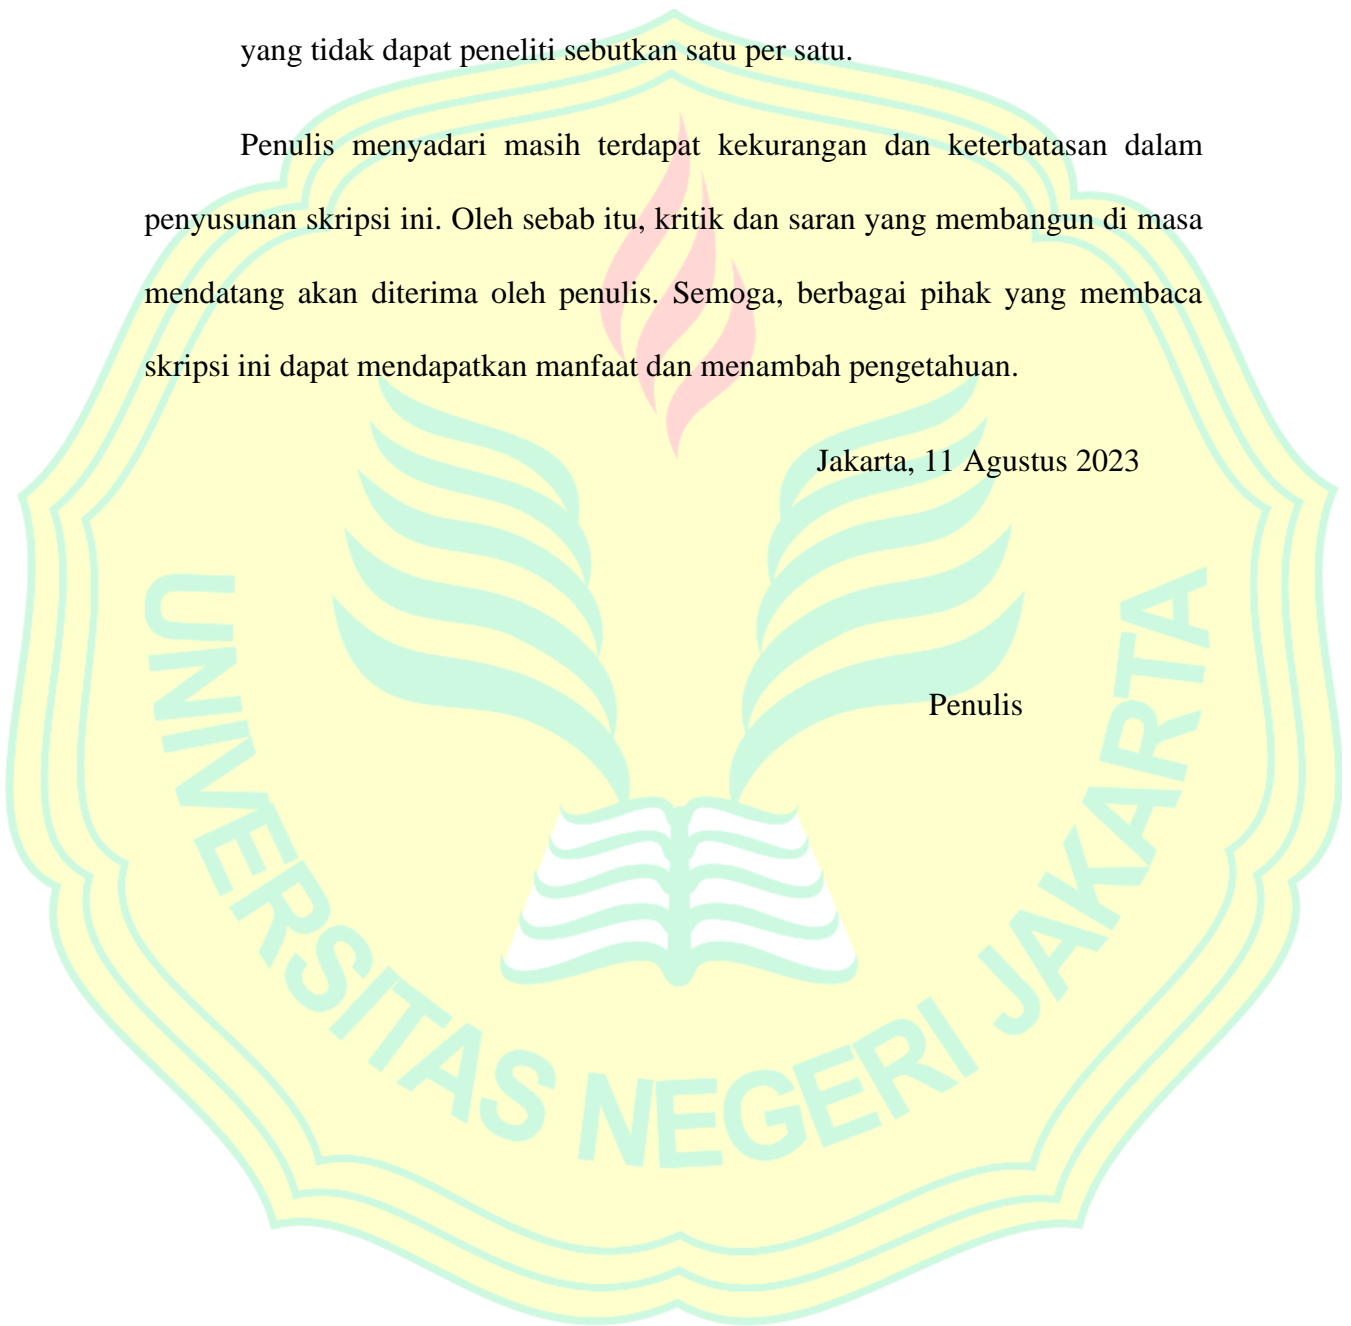 yang tidak dapat peneliti sebutkan satu per satu.
Penulis menyadari masih terdapat kekurangan dan keterbatasan dalam
penyusunan skripsi ini. Oleh sebab itu, kritik dan saran yang membangun di masa
mendatang akan diterima oleh penulis. Semoga, berbagai pihak yang membaca
skripsi ini dapat mendapatkan manfaat dan menambah pengetahuan.
Jakarta, 11 Agustus 2023
Penulis
UNIVERSITAS NEGERI JAKARTA